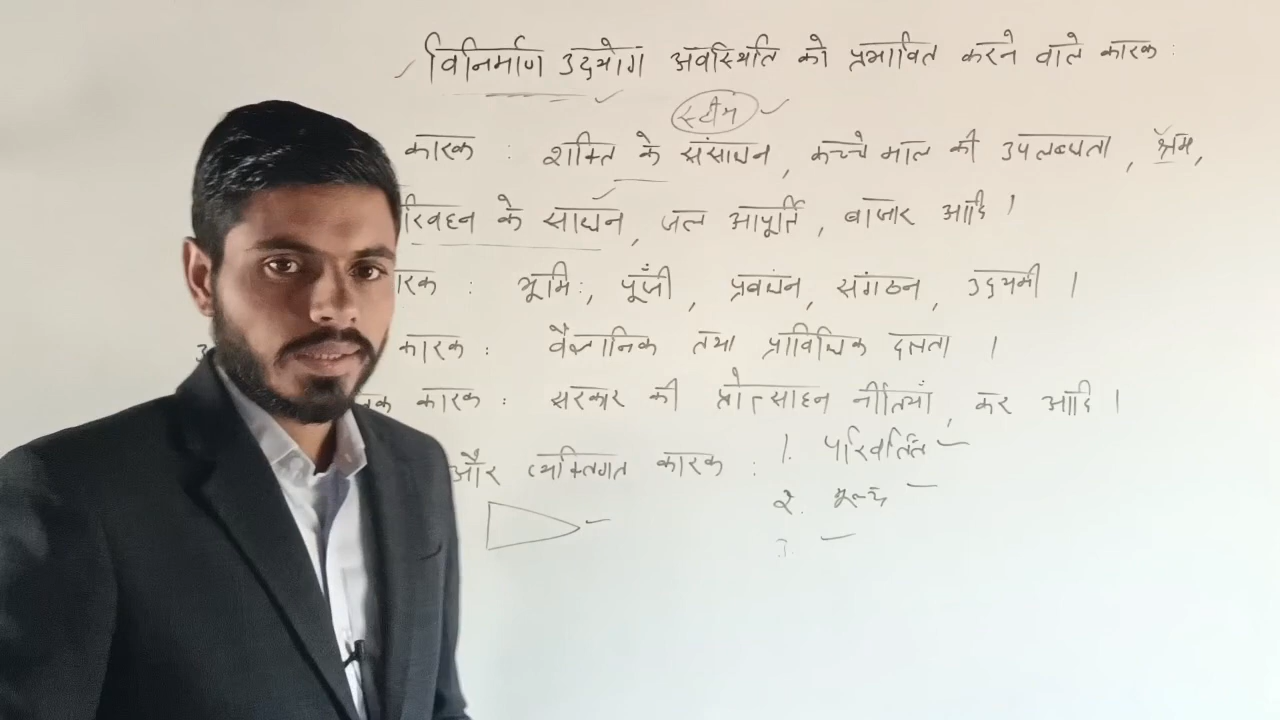 विनिर्माण उद्योग अवस्थिति को प्रभावित करने वाले कारक :
स्टीम
कारक : शक्ति के संसाधन, कच्चे माल की उपलब्धता, श्रम,
रिवहन के साधन, जल आपूर्ति, बाजार आदि।
रक : भूमि, पूँजी, प्रबंधन, संगठन, उद्यमी।
कारक : वैज्ञानिक तथा प्राविधिक दक्षता।
क कारक : सरकार की प्रोत्साहन नीतियां, कर आदि।
और व्यक्तिगत कारक : 1. परिवर्तित
2.
3.